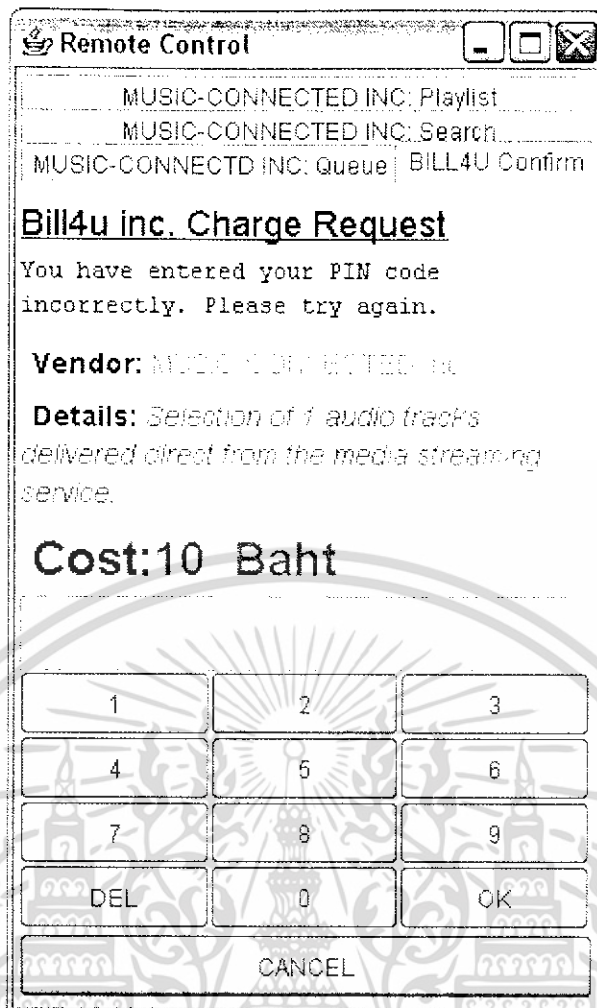 Remote Control
MUSIC-CONNECTED INC: Playlist
MUSIC-CONNECTED INC: Search
MUSIC-CONNECTD INC: Queue BILL4U Confirm
Bill4u inc. Charge Request
You have entered your PIN code
incorrectly. Please try again.
Vendor: MUSIC-CONNECTED Inc
Details: Selection of 1 audio tracks
delivered direct from the media streaming
service.
Cost:10 Baht
1 2 3
4 5 6
7 8 9
DEL 0 OK
CANCEL